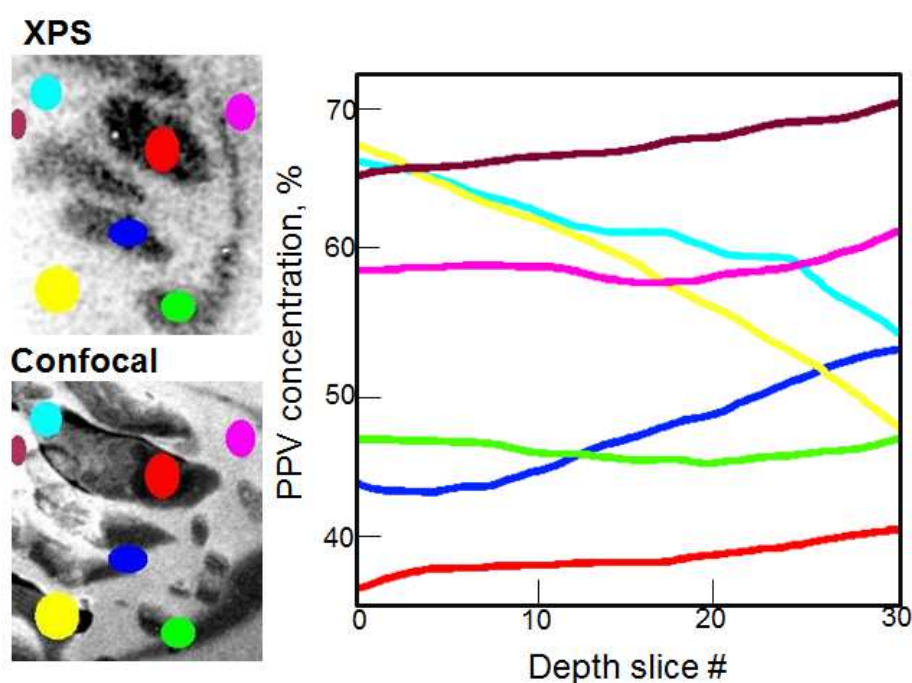 XPS
Confocal
PPV concentration, %
70
60
50
40
0
10
20
30
Depth slice #